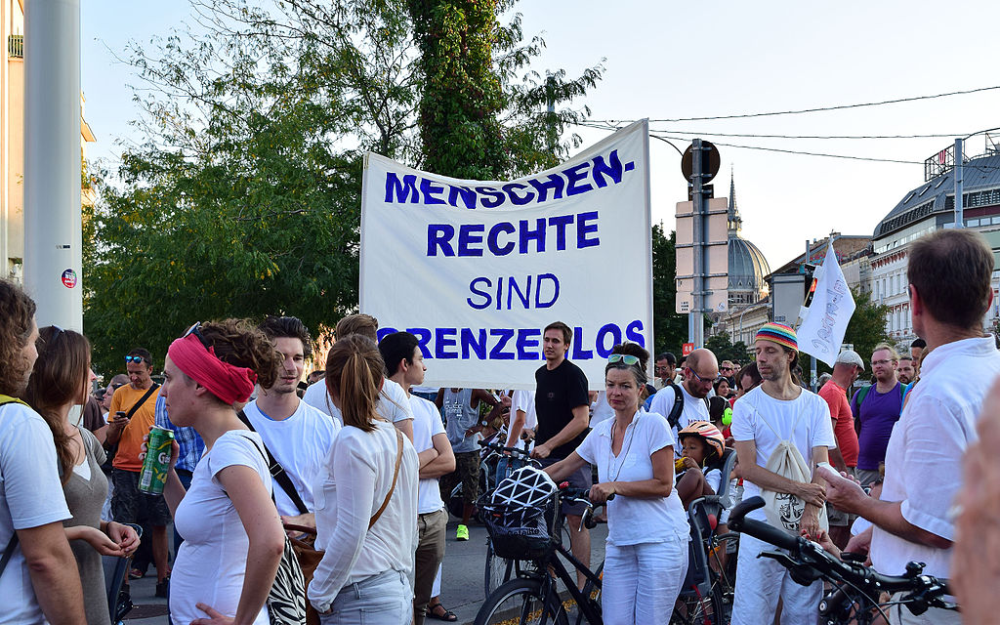 MENSCHEN-
RECHTE
SIND
GRENZENLOS